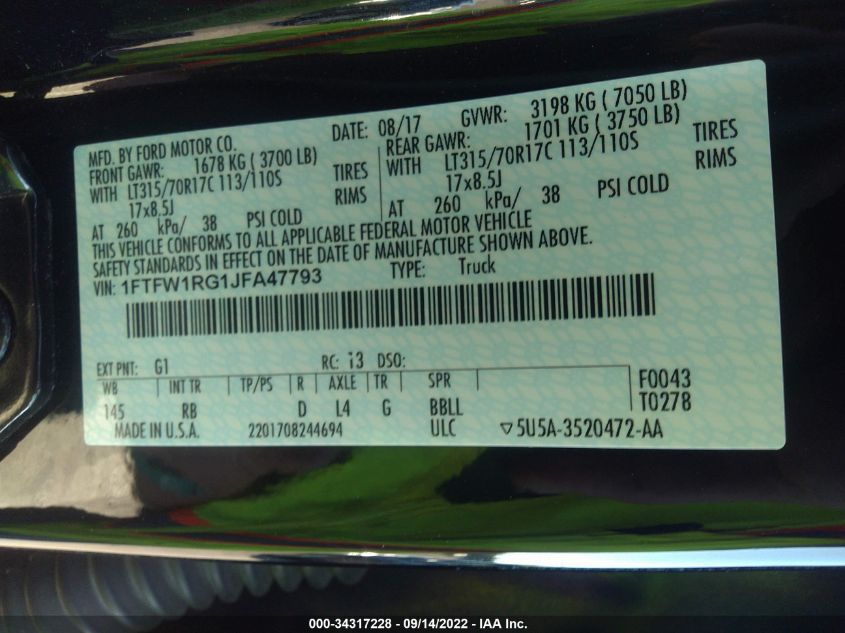 MFD. BY FORD MOTOR CO. DATE: 08/17 GVWR: 3198 KG ( 7050 LB)
FRONT GAWR: 1678 KG ( 3700 LB) REAR GAWR: 1701 KG ( 3750 LB)
WITH LT315/70R17C 113/110S TIRES WITH LT315/70R17C 113/110S TIRES
17x8.5J RIMS 17x8.5J RIMS
AT 260 kPa/ 38 PSI COLD AT 260 kPa/ 38 PSI COLD
THIS VEHICLE CONFORMS TO ALL APPLICABLE FEDERAL MOTOR VEHICLE
SAFETY STANDARDS IN EFFECT ON THE DATE OF MANUFACTURE SHOWN ABOVE.
VIN: 1FTFW1RG1JFA47793 TYPE: Truck
EXT PNT: G1 RC: 13 DSO:
WB INT TR TP/PS R AXLE TR SPR F0043
145 RB D L4 G BBLL T0278
MADE IN U.S.A. 2201708244694 ULC ▽5U5A-3520472-AA
000-34317228 - 09/14/2022 - IAA Inc.